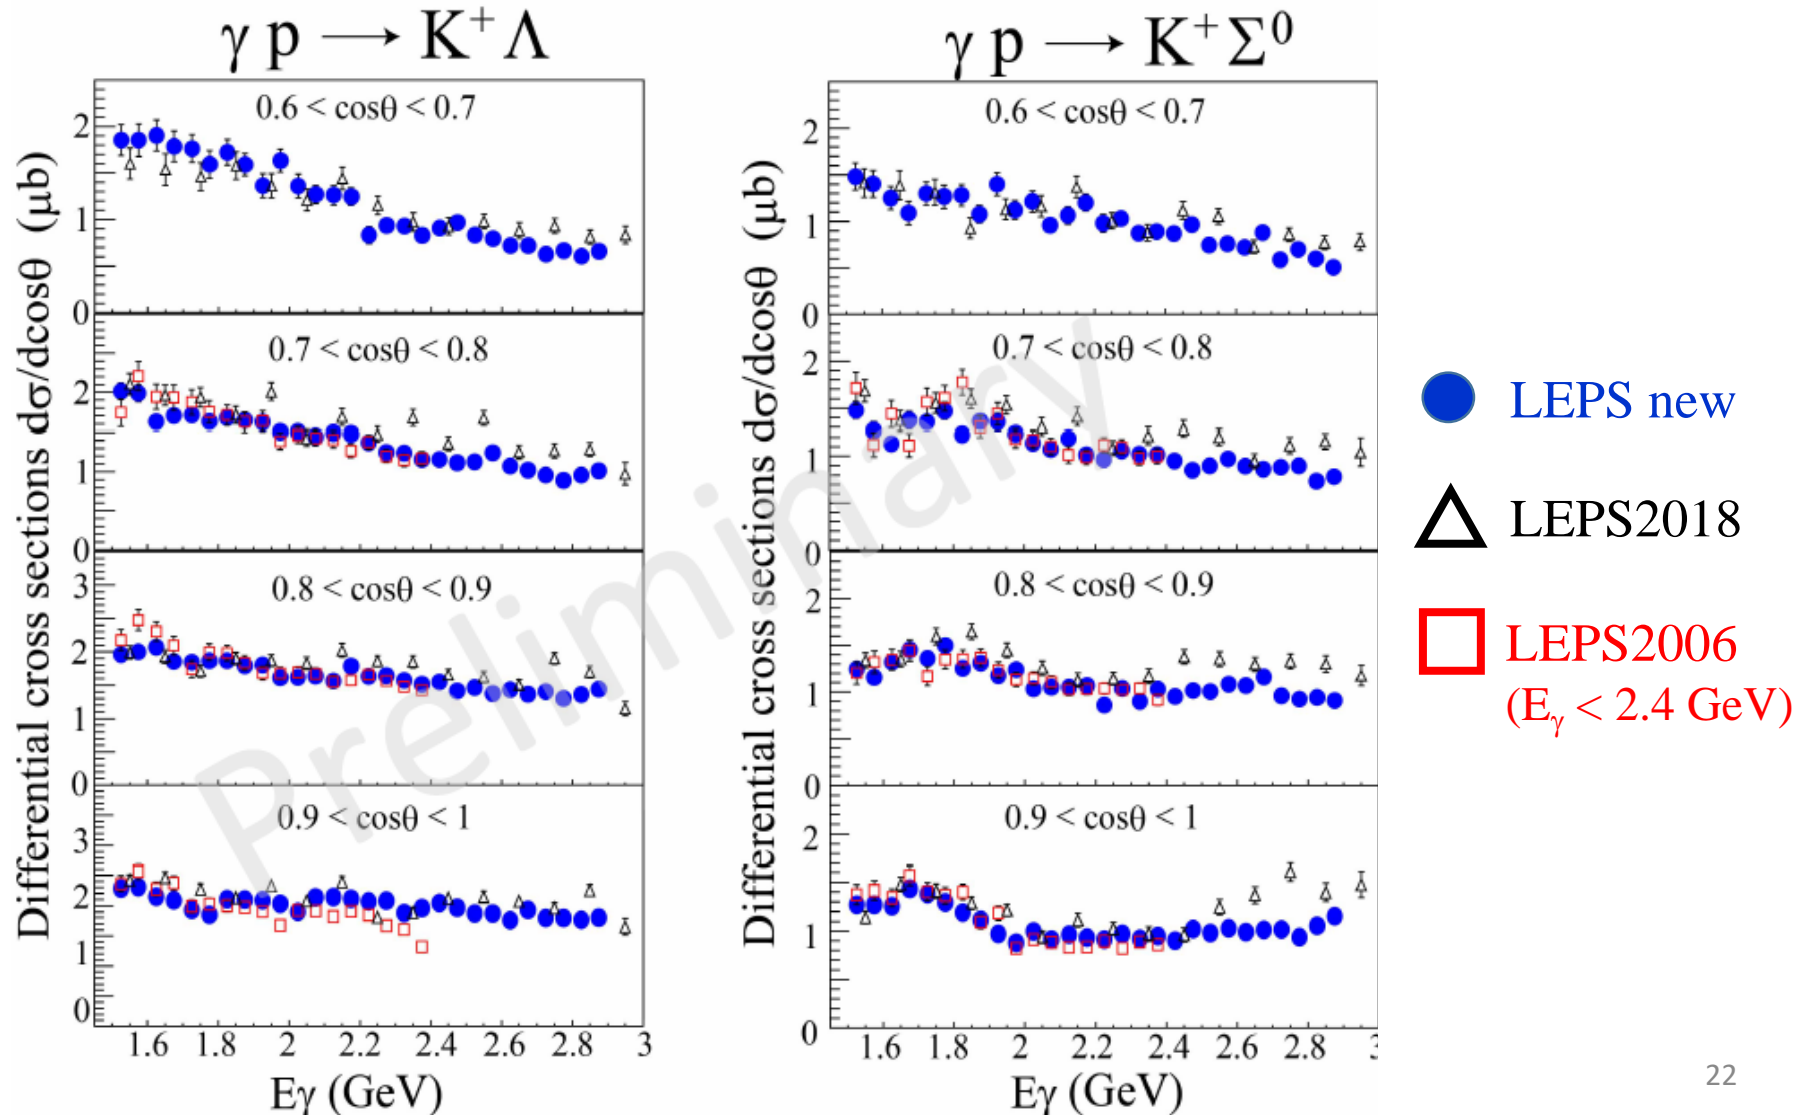 γ p → K⁺ Λ
γ p → K⁺ Σ⁰
Differential cross sections dσ/dcosθ (μb)
0.6 < cosθ < 0.7
2
1
0
0.7 < cosθ < 0.8
2
1
0
0.8 < cosθ < 0.9
3
2
1
0
0.9 < cosθ < 1
3
2
1
0
1.6 1.8 2 2.2 2.4 2.6 2.8 3
Eγ (GeV)
Differential cross sections dσ/dcosθ (μb)
0.6 < cosθ < 0.7
2
1
0
0.7 < cosθ < 0.8
2
1
0
0.8 < cosθ < 0.9
2
1
0
0.9 < cosθ < 1
2
1
0
1.6 1.8 2 2.2 2.4 2.6 2.8
Eγ (GeV)
Preliminary
LEPS new
LEPS2018
LEPS2006
(Eγ < 2.4 GeV)
22